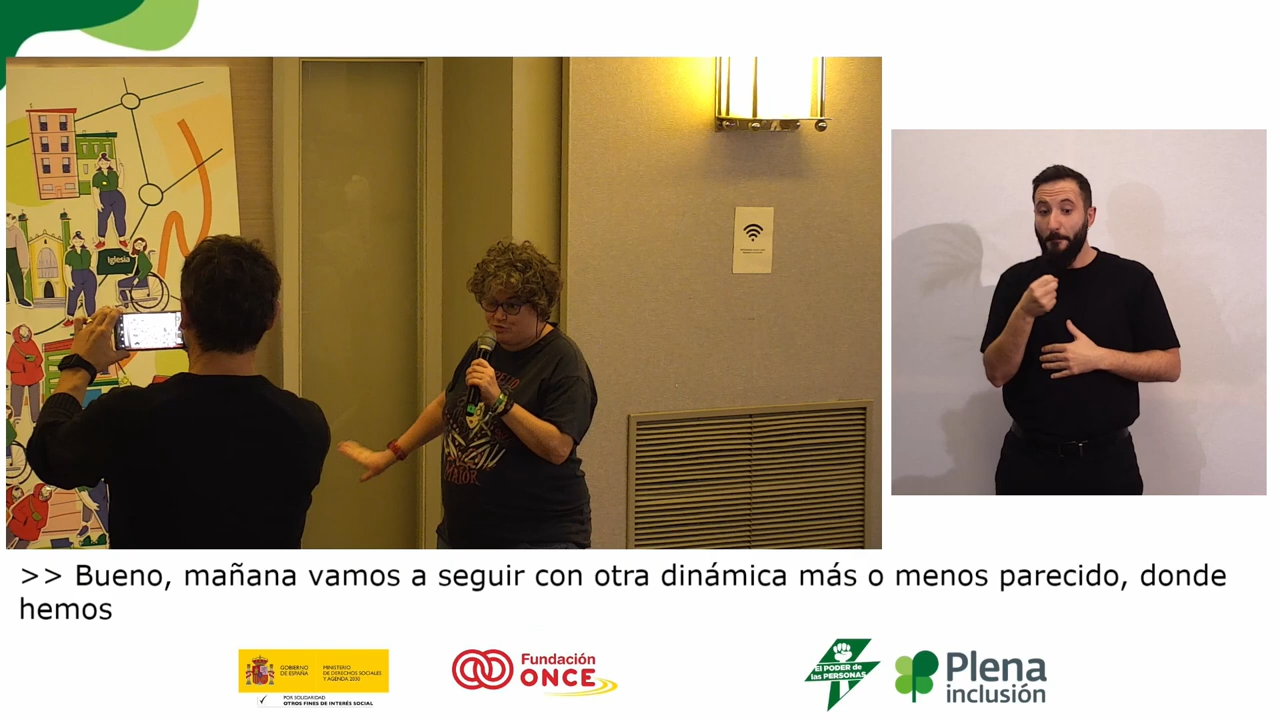 Iglesia
MAIOR
>> Bueno, mañana vamos a seguir con otra dinámica más o menos parecido, donde
hemos
GOBIERNO
DE ESPAÑA
MINISTERIO
DE DERECHOS SOCIALES
Y AGENDA 2030
POR SOLIDARIDAD
OTROS FINES DE INTERÉS SOCIAL
Fundación
ONCE
EL PODER de
las PERSONAS
Plena
inclusión